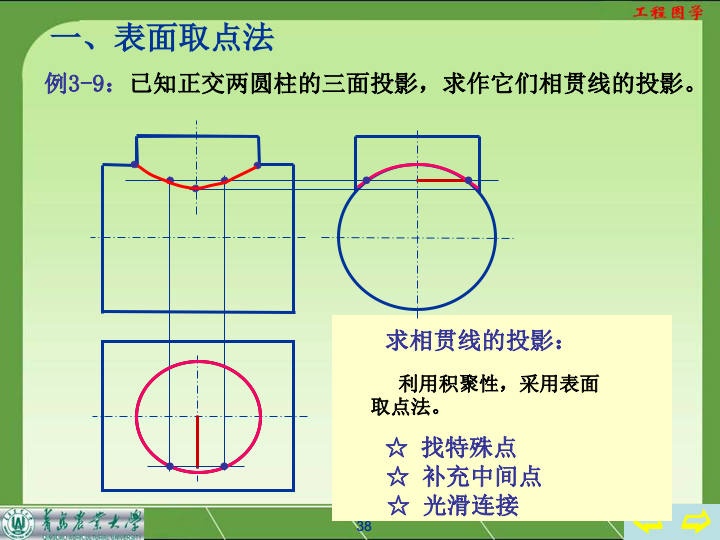 工程图学
一、表面取点法
例3-9：已知正交两圆柱的三面投影，求作它们相贯线的投影。
求相贯线的投影：
利用积聚性，采用表面
取点法。
☆ 找特殊点
☆ 补充中间点
☆ 光滑连接
青岛农业大学
38